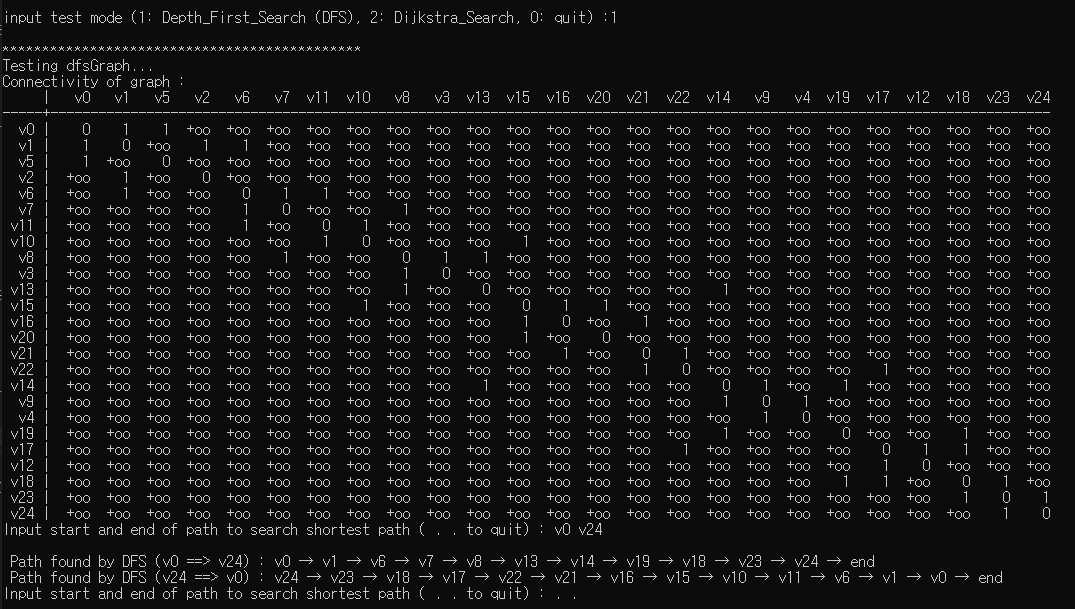 input test mode (1: Depth_First_Search (DFS), 2: Dijkstra_Search, 0: quit) :1
*********************************************
Testing dfsGraph...
Connectivity of graph :
| v0 v1 v5 v2 v6 v7 v11 v10 v8 v3 v13 v15 v16 v20 v21 v22 v14 v9 v4 v19 v17 v12 v18 v23 v24
-----+----------------------------------------------------------------------------------------------------
v0 | 0 1 1 +oo +oo +oo +oo +oo +oo +oo +oo +oo +oo +oo +oo +oo +oo +oo +oo +oo +oo +oo +oo +oo +oo
v1 | 1 0 +oo 1 1 +oo +oo +oo +oo +oo +oo +oo +oo +oo +oo +oo +oo +oo +oo +oo +oo +oo +oo +oo +oo
v5 | 1 +oo 0 +oo +oo +oo +oo +oo +oo +oo +oo +oo +oo +oo +oo +oo +oo +oo +oo +oo +oo +oo +oo +oo +oo
v2 | +oo 1 +oo 0 +oo +oo +oo +oo +oo +oo +oo +oo +oo +oo +oo +oo +oo +oo +oo +oo +oo +oo +oo +oo +oo
v6 | +oo 1 +oo +oo 0 1 1 +oo +oo +oo +oo +oo +oo +oo +oo +oo +oo +oo +oo +oo +oo +oo +oo +oo +oo
v7 | +oo +oo +oo +oo 1 0 +oo +oo 1 +oo +oo +oo +oo +oo +oo +oo +oo +oo +oo +oo +oo +oo +oo +oo +oo
v11 | +oo +oo +oo +oo 1 +oo 0 1 +oo +oo +oo +oo +oo +oo +oo +oo +oo +oo +oo +oo +oo +oo +oo +oo +oo
v10 | +oo +oo +oo +oo +oo +oo 1 0 +oo +oo +oo 1 +oo +oo +oo +oo +oo +oo +oo +oo +oo +oo +oo +oo +oo
v8 | +oo +oo +oo +oo +oo 1 +oo +oo 0 1 1 +oo +oo +oo +oo +oo +oo +oo +oo +oo +oo +oo +oo +oo +oo
v3 | +oo +oo +oo +oo +oo +oo +oo +oo 1 0 +oo +oo +oo +oo +oo +oo +oo +oo +oo +oo +oo +oo +oo +oo +oo
v13 | +oo +oo +oo +oo +oo +oo +oo +oo 1 +oo 0 +oo +oo +oo +oo +oo 1 +oo +oo +oo +oo +oo +oo +oo +oo
v15 | +oo +oo +oo +oo +oo +oo +oo 1 +oo +oo +oo 0 1 1 +oo +oo +oo +oo +oo +oo +oo +oo +oo +oo +oo
v16 | +oo +oo +oo +oo +oo +oo +oo +oo +oo +oo +oo 1 0 +oo 1 +oo +oo +oo +oo +oo +oo +oo +oo +oo +oo
v20 | +oo +oo +oo +oo +oo +oo +oo +oo +oo +oo +oo 1 +oo 0 +oo +oo +oo +oo +oo +oo +oo +oo +oo +oo +oo
v21 | +oo +oo +oo +oo +oo +oo +oo +oo +oo +oo +oo +oo 1 +oo 0 1 +oo +oo +oo +oo +oo +oo +oo +oo +oo
v22 | +oo +oo +oo +oo +oo +oo +oo +oo +oo +oo +oo +oo +oo +oo 1 0 +oo +oo +oo +oo 1 +oo +oo +oo +oo
v14 | +oo +oo +oo +oo +oo +oo +oo +oo +oo +oo 1 +oo +oo +oo +oo +oo 0 1 +oo 1 +oo +oo +oo +oo +oo
v9 | +oo +oo +oo +oo +oo +oo +oo +oo +oo +oo +oo +oo +oo +oo +oo +oo 1 0 1 +oo +oo +oo +oo +oo +oo
v4 | +oo +oo +oo +oo +oo +oo +oo +oo +oo +oo +oo +oo +oo +oo +oo +oo +oo 1 0 +oo +oo +oo +oo +oo +oo
v19 | +oo +oo +oo +oo +oo +oo +oo +oo +oo +oo +oo +oo +oo +oo +oo +oo 1 +oo +oo 0 +oo +oo 1 +oo +oo
v17 | +oo +oo +oo +oo +oo +oo +oo +oo +oo +oo +oo +oo +oo +oo +oo 1 +oo +oo +oo +oo 0 1 1 +oo +oo
v12 | +oo +oo +oo +oo +oo +oo +oo +oo +oo +oo +oo +oo +oo +oo +oo +oo +oo +oo +oo +oo 1 0 +oo +oo +oo
v18 | +oo +oo +oo +oo +oo +oo +oo +oo +oo +oo +oo +oo +oo +oo +oo +oo +oo +oo +oo 1 1 +oo 0 1 +oo
v23 | +oo +oo +oo +oo +oo +oo +oo +oo +oo +oo +oo +oo +oo +oo +oo +oo +oo +oo +oo +oo +oo +oo 1 0 1
v24 | +oo +oo +oo +oo +oo +oo +oo +oo +oo +oo +oo +oo +oo +oo +oo +oo +oo +oo +oo +oo +oo +oo +oo 1 0
Input start and end of path to search shortest path ( . . to quit) : v0 v24
Path found by DFS (v0 ==> v24) : v0 → v1 → v6 → v7 → v8 → v13 → v14 → v19 → v18 → v23 → v24 → end
Path found by DFS (v24 ==> v0) : v24 → v23 → v18 → v17 → v22 → v21 → v16 → v15 → v10 → v11 → v6 → v1 → v0 → end
Input start and end of path to search shortest path ( . . to quit) : . .